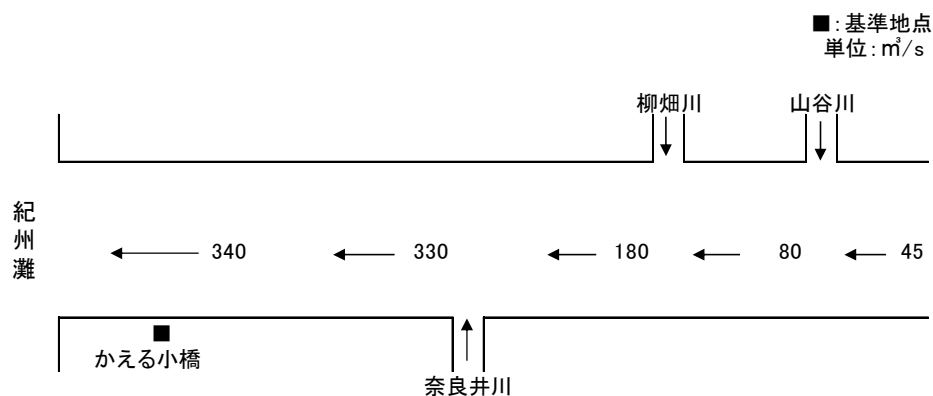 ■:基準地点
単位:㎥/s
柳畑川
山谷川
紀州灘
340
330
180
80
45
かえる小橋
奈良井川